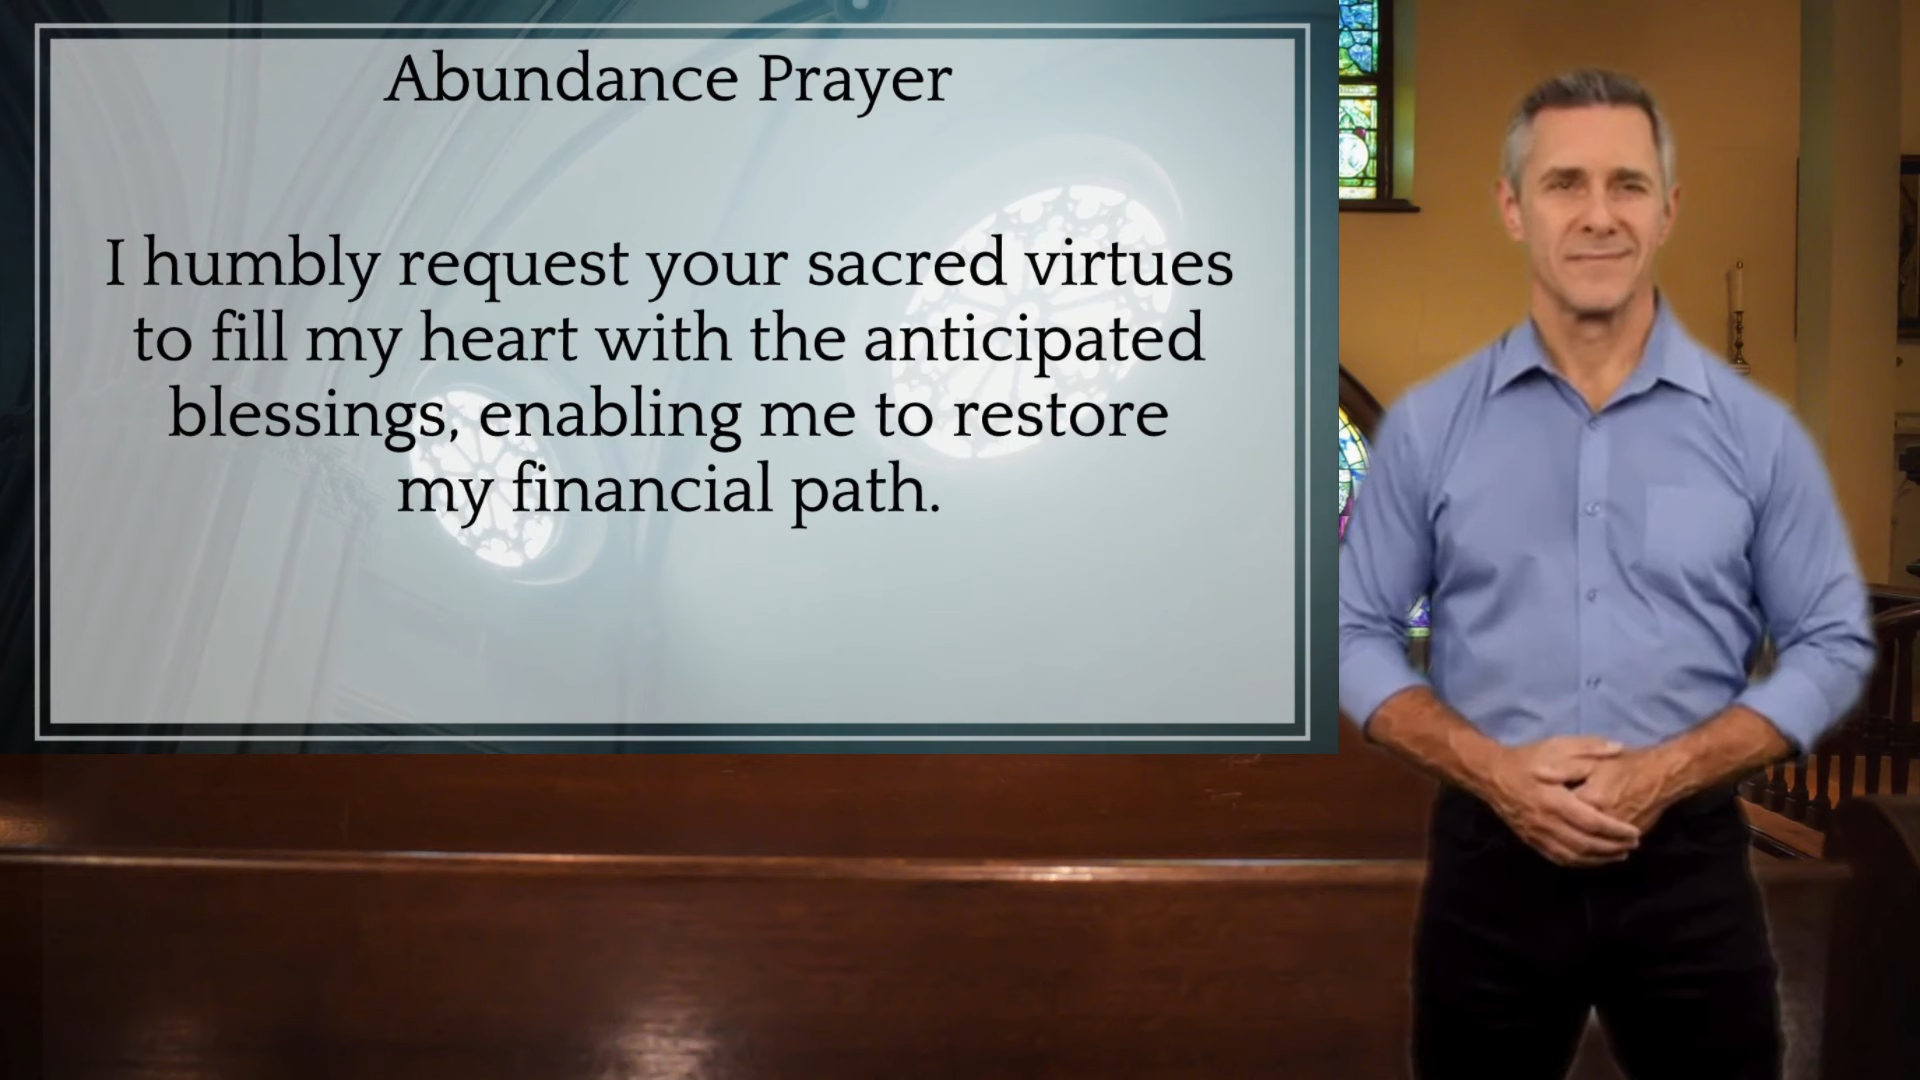 Abundance Prayer
I humbly request your sacred virtues
to fill my heart with the anticipated
blessings, enabling me to restore
my financial path.